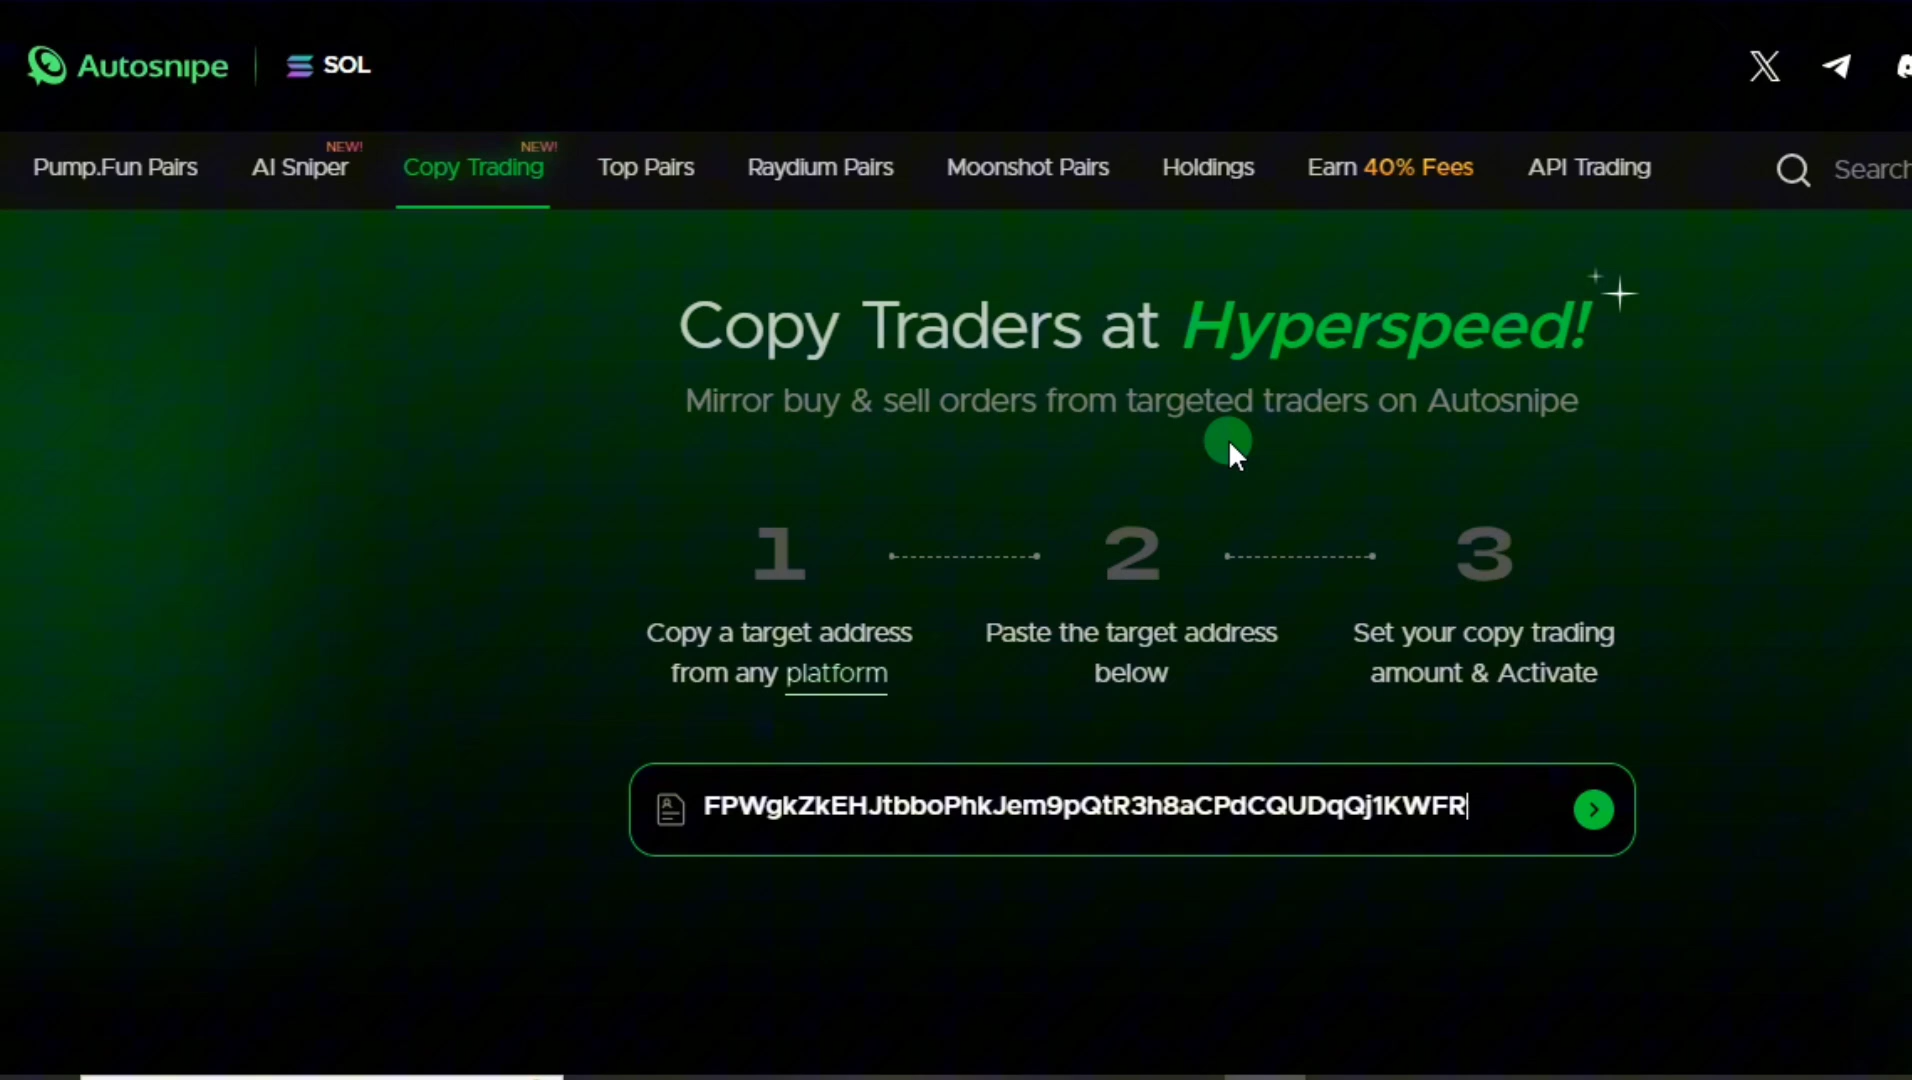 Autosnipe
SOL
Pump.Fun Pairs
AI Sniper
NEW!
Copy Trading
NEW!
Top Pairs
Raydium Pairs
Moonshot Pairs
Holdings
Earn 40% Fees
API Trading
Search
Copy Traders at Hyperspeed!
Mirror buy & sell orders from targeted traders on Autosnipe
1
2
3
Copy a target address
from any platform
Paste the target address
below
Set your copy trading
amount & Activate
FPWgkZkEHJtbboPhkJem9pQtR3h8aCPdCQUDqQj1KWFR